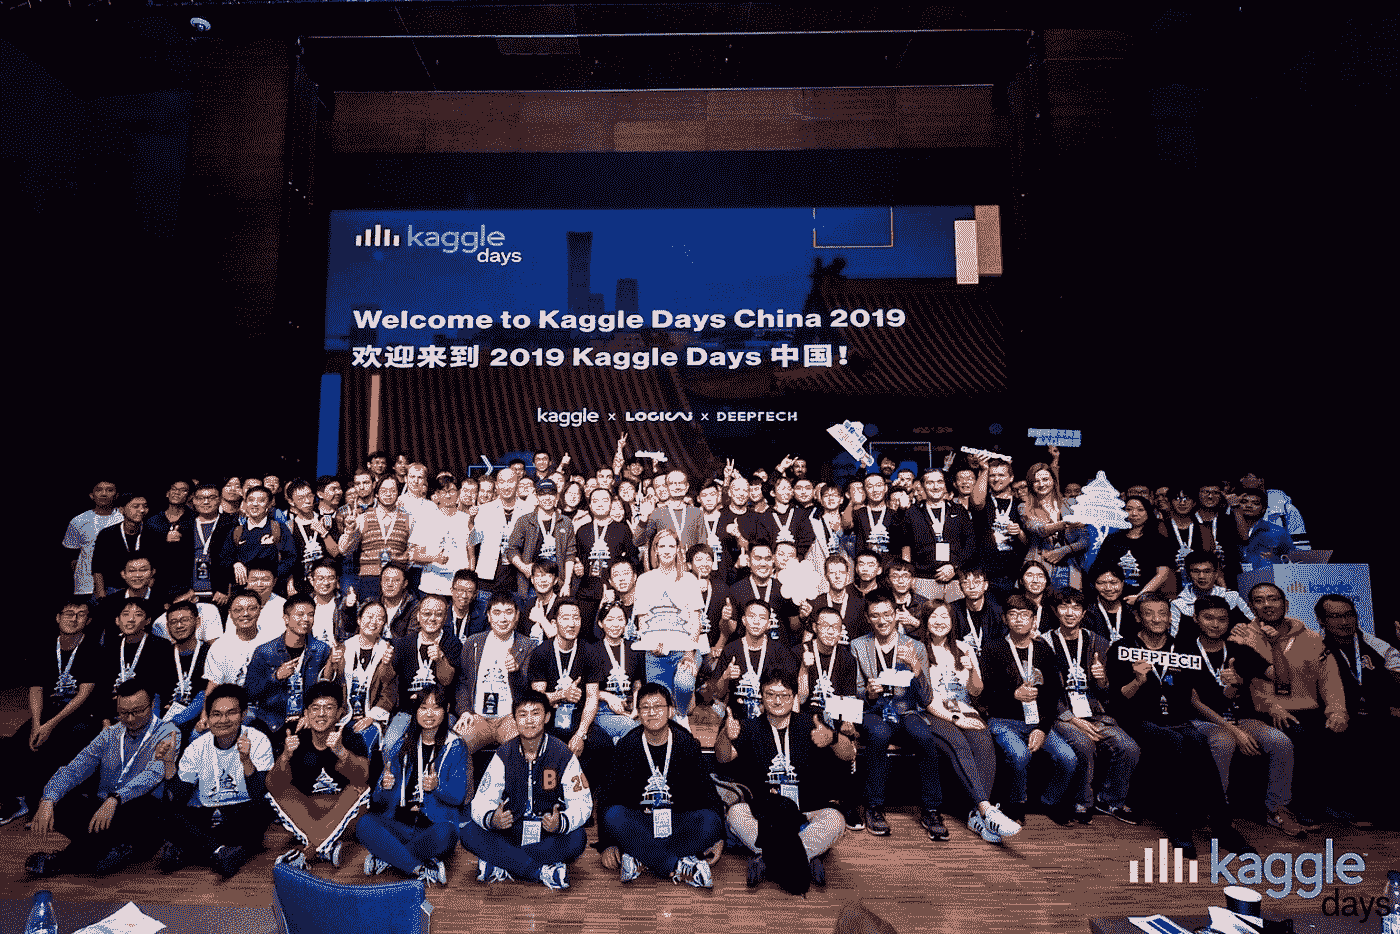 kaggle
days
Welcome to Kaggle Days China 2019
欢迎来到 2019 Kaggle Days 中国！
kaggle x LOGICAI x DEEPTECH
DEEPTECH
B
kaggle
days